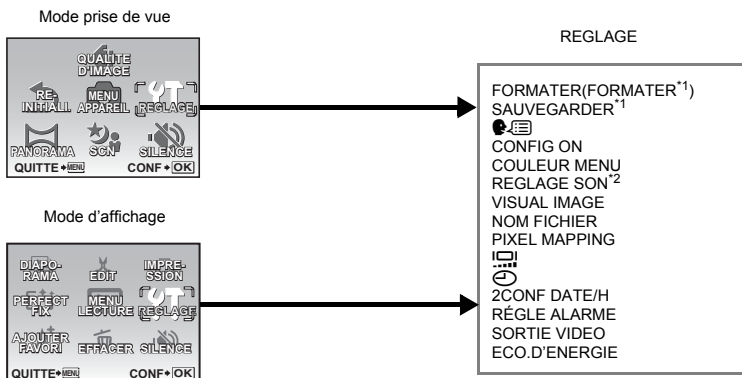 Mode prise de vue
QUALITE
D'IMAGE
RE-
INITIALI.
MENU
APPAREIL
REGLAGE
PANORAMA
SCN
SILENCE
QUITTE MENU
CONF OK
Mode d'affichage
DIAPO-
RAMA
EDIT
IMPRE-
SSION
PERFECT
FIX
MENU
LECTURE
REGLAGE
AJOUTER
FAVORI
EFFACER
SILENCE
QUITTE MENU
CONF OK
REGLAGE
FORMATER(FORMATER*1)
SAUVEGARDER*1
CONFIG ON
COULEUR MENU
REGLAGE SON*2
VISUAL IMAGE
NOM FICHIER
PIXEL MAPPING
2CONF DATE/H
RÉGLE ALARME
SORTIE VIDEO
ECO.D'ENERGIE